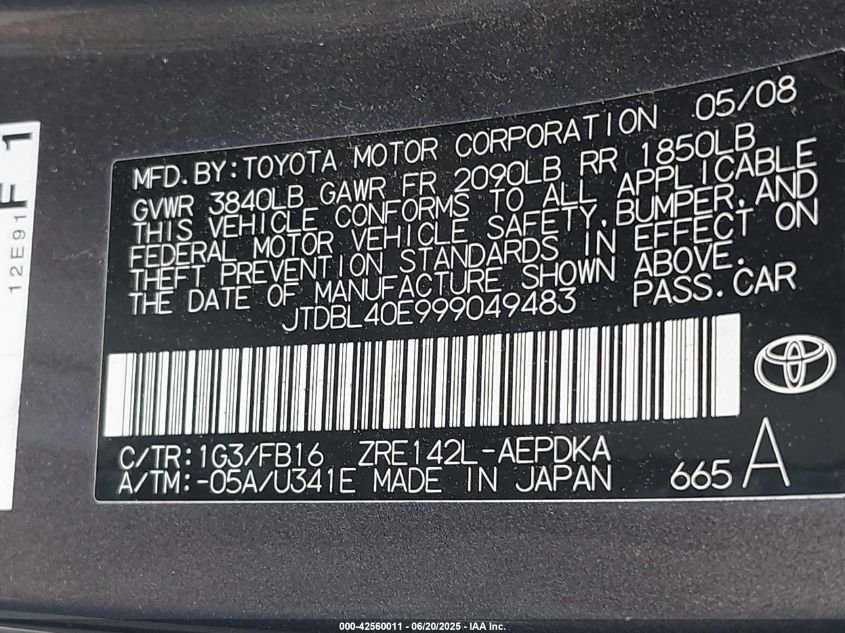 MFD.BY:TOYOTA MOTOR CORPORATION 05/08
GVWR 3840LB GAWR FR 2090LB RR 1850LB
THIS VEHICLE CONFORMS TO ALL APPLICABLE
FEDERAL MOTOR VEHICLE SAFETY,BUMPER,AND
THEFT PREVENTION STANDARDS IN EFFECT ON
THE DATE OF MANUFACTURE SHOWN ABOVE.
JTDBL40E999049483 PASS.CAR
C/TR:1G3/FB16 ZRE142L-AEPDKA
A/TM:-05A/U341E MADE IN JAPAN 665 A
F 1
12E91
000-42560011 - 06/20/2025 - IAA Inc.